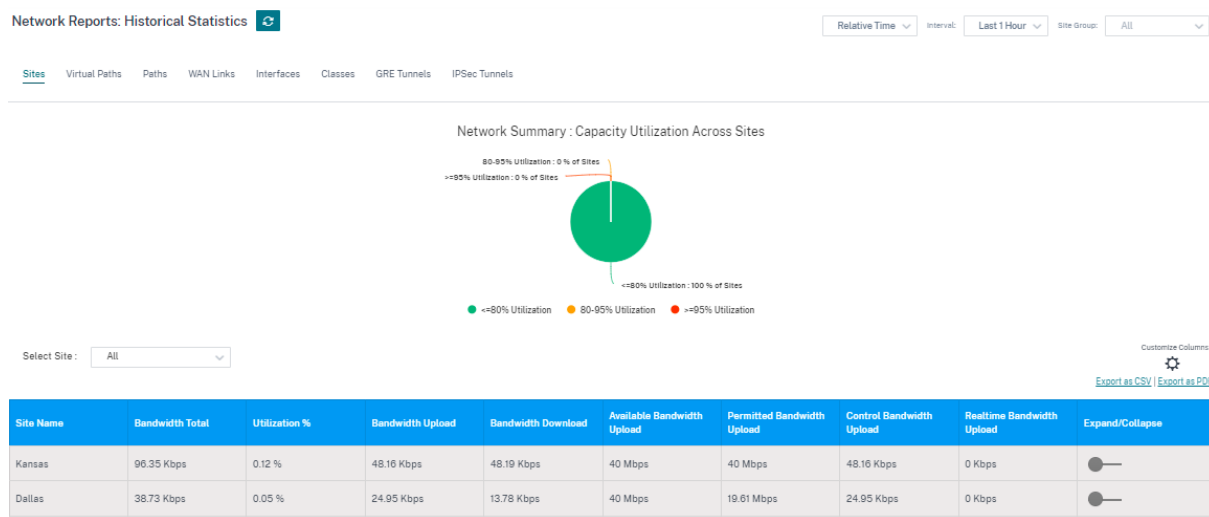 Network Reports: Historical Statistics
Relative Time Interval: Last 1 Hour Site Group: All
Sites Virtual Paths Paths WAN Links Interfaces Classes GRE Tunnels IPSec Tunnels
Network Summary : Capacity Utilization Across Sites
80-95% Utilization : 0 % of Sites
>=95% Utilization : 0 % of Sites
<=80% Utilization : 100 % of Sites
<=80% Utilization 80-95% Utilization >=95% Utilization
Select Site : All
Customize Columns
Export as CSV | Export as PD
Site Name Bandwidth Total Utilization % Bandwidth Upload Bandwidth Download Available Bandwidth Upload Permitted Bandwidth Upload Control Bandwidth Upload Realtime Bandwidth Upload Expand/Collapse
Kansas 96.35 Kbps 0.12 % 48.16 Kbps 48.19 Kbps 40 Mbps 40 Mbps 48.16 Kbps 0 Kbps
Dallas 38.73 Kbps 0.05 % 24.95 Kbps 13.78 Kbps 40 Mbps 19.61 Mbps 24.95 Kbps 0 Kbps